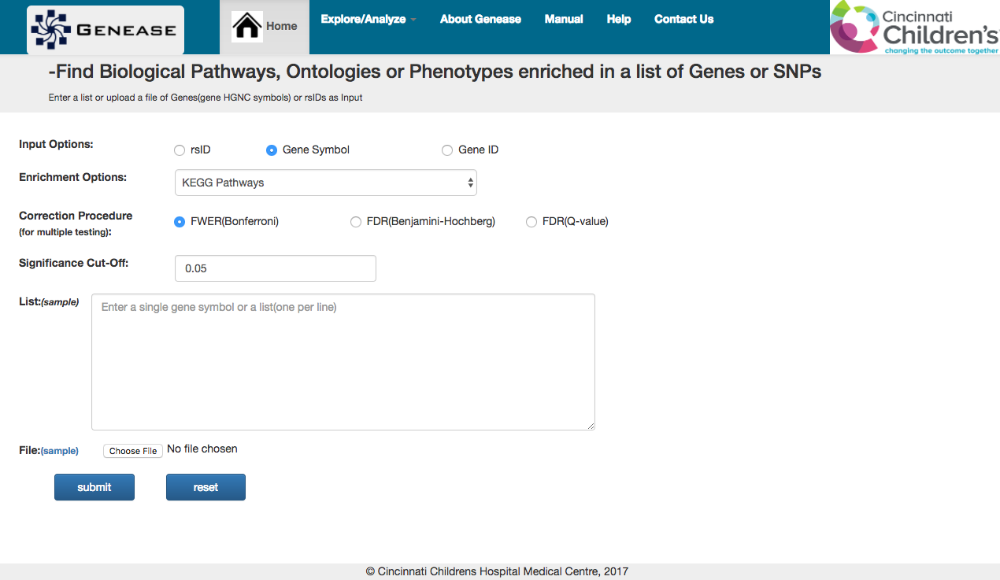 GENEASE
Home
Explore/Analyze
About Genease
Manual
Help
Contact Us
Cincinnati
Children's
changing the outcome together
-Find Biological Pathways, Ontologies or Phenotypes enriched in a list of Genes or SNPs
Enter a list or upload a file of Genes(gene HGNC symbols) or rsIDs as Input
Input Options:
rsID
Gene Symbol
Gene ID
Enrichment Options:
KEGG Pathways
Correction Procedure
(for multiple testing):
FWER(Bonferroni)
FDR(Benjamini-Hochberg)
FDR(Q-value)
Significance Cut-Off:
0.05
List:(sample)
Enter a single gene symbol or a list(one per line)
File:(sample)
Choose File
No file chosen
submit
reset
© Cincinnati Childrens Hospital Medical Centre, 2017